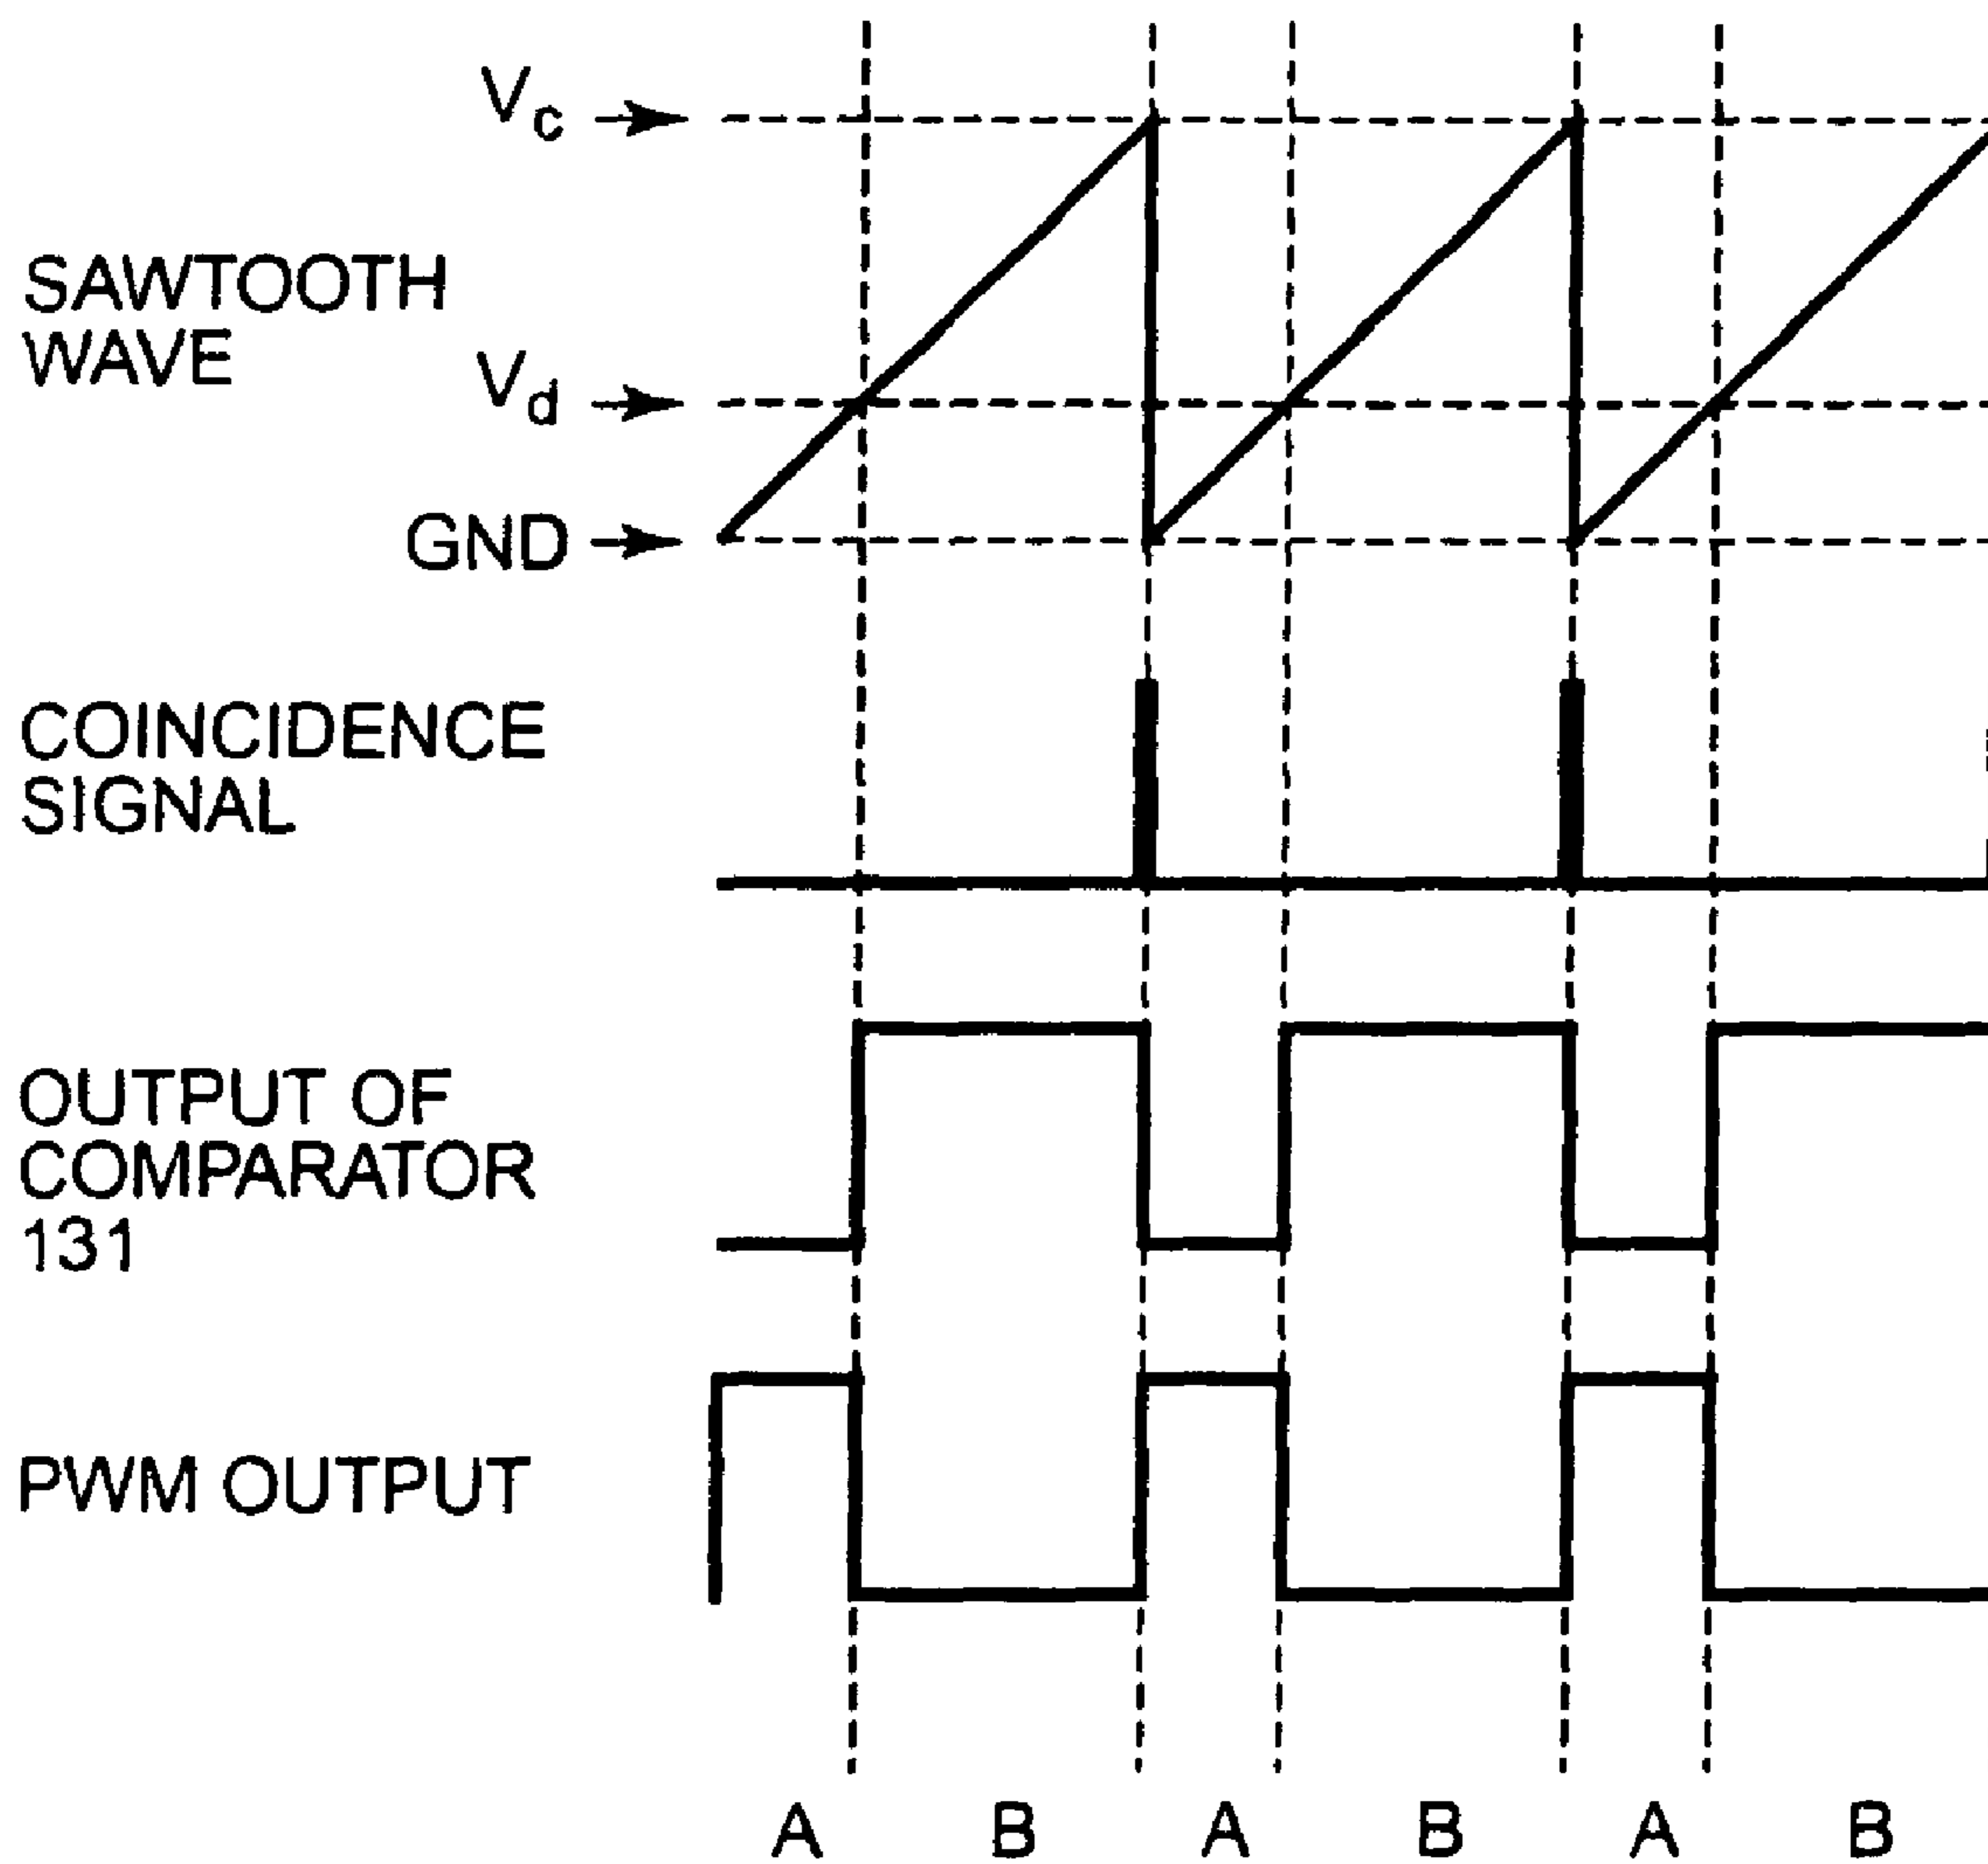 Vc
SAWTOOTH
WAVE
Vd
GND
COINCIDENCE
SIGNAL
OUTPUT OF
COMPARATOR
131
PWM OUTPUT
A B A B A B